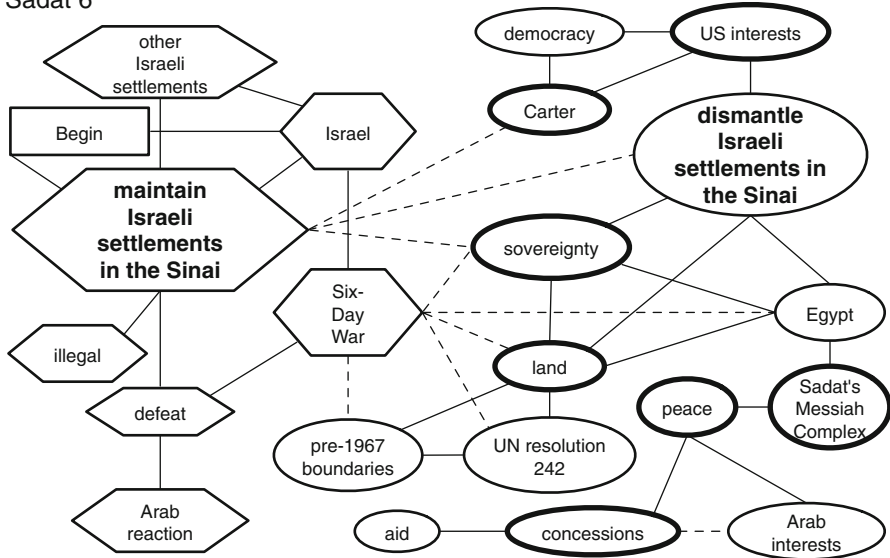 Sadat 6
other
Israeli
settlements
democracy
US interests
Begin
Israel
Carter
dismantle
Israeli
settlements in
the Sinai
maintain
Israeli
settlements
in the Sinai
sovereignty
Six-
Day
War
Egypt
illegal
land
defeat
peace
Sadat's
Messiah
Complex
pre-1967
boundaries
UN resolution
242
Arab
reaction
aid
concessions
Arab
interests